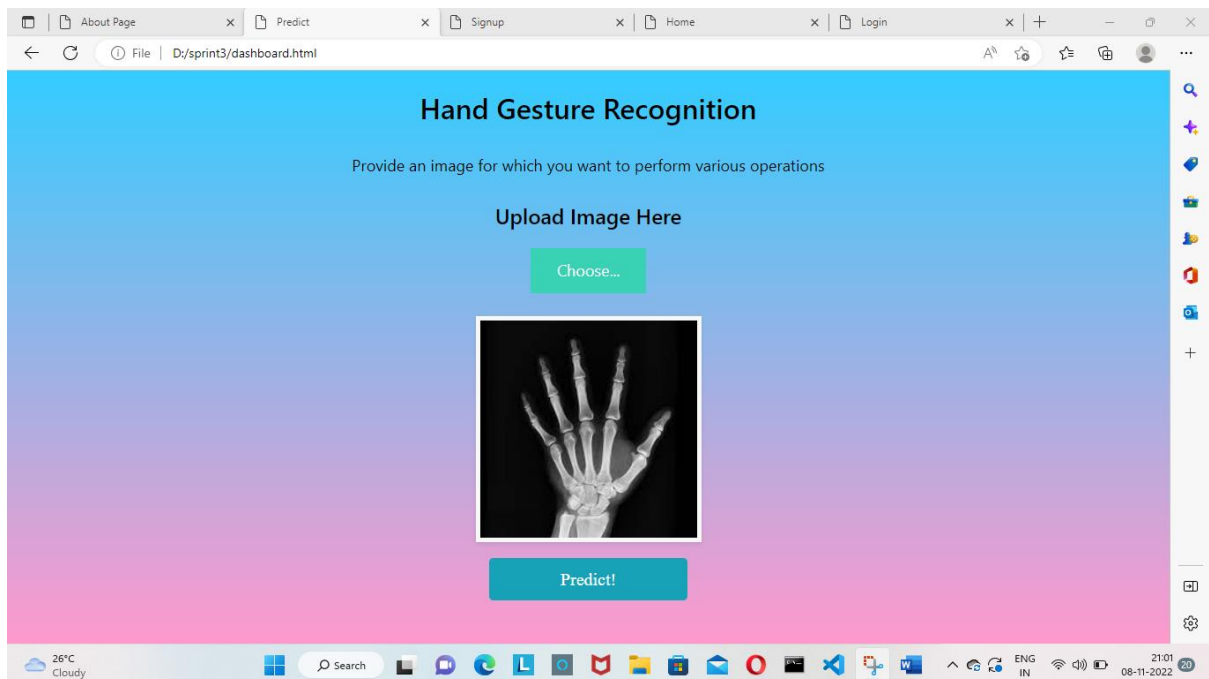 About Page
Predict
Signup
Home
Login
File
D:/sprint3/dashboard.html
Hand Gesture Recognition
Provide an image for which you want to perform various operations
Upload Image Here
Choose...
Predict!
26°C
Cloudy
Search
ENG
IN
21:01
08-11-2022
20